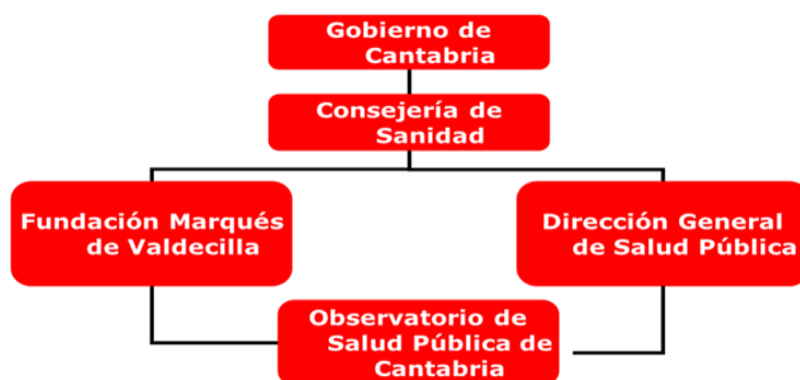 Gobierno de
Cantabria
Consejería de
Sanidad
Fundación Marqués
de Valdecilla
Dirección General
de Salud Pública
Observatorio de
Salud Pública de
Cantabria